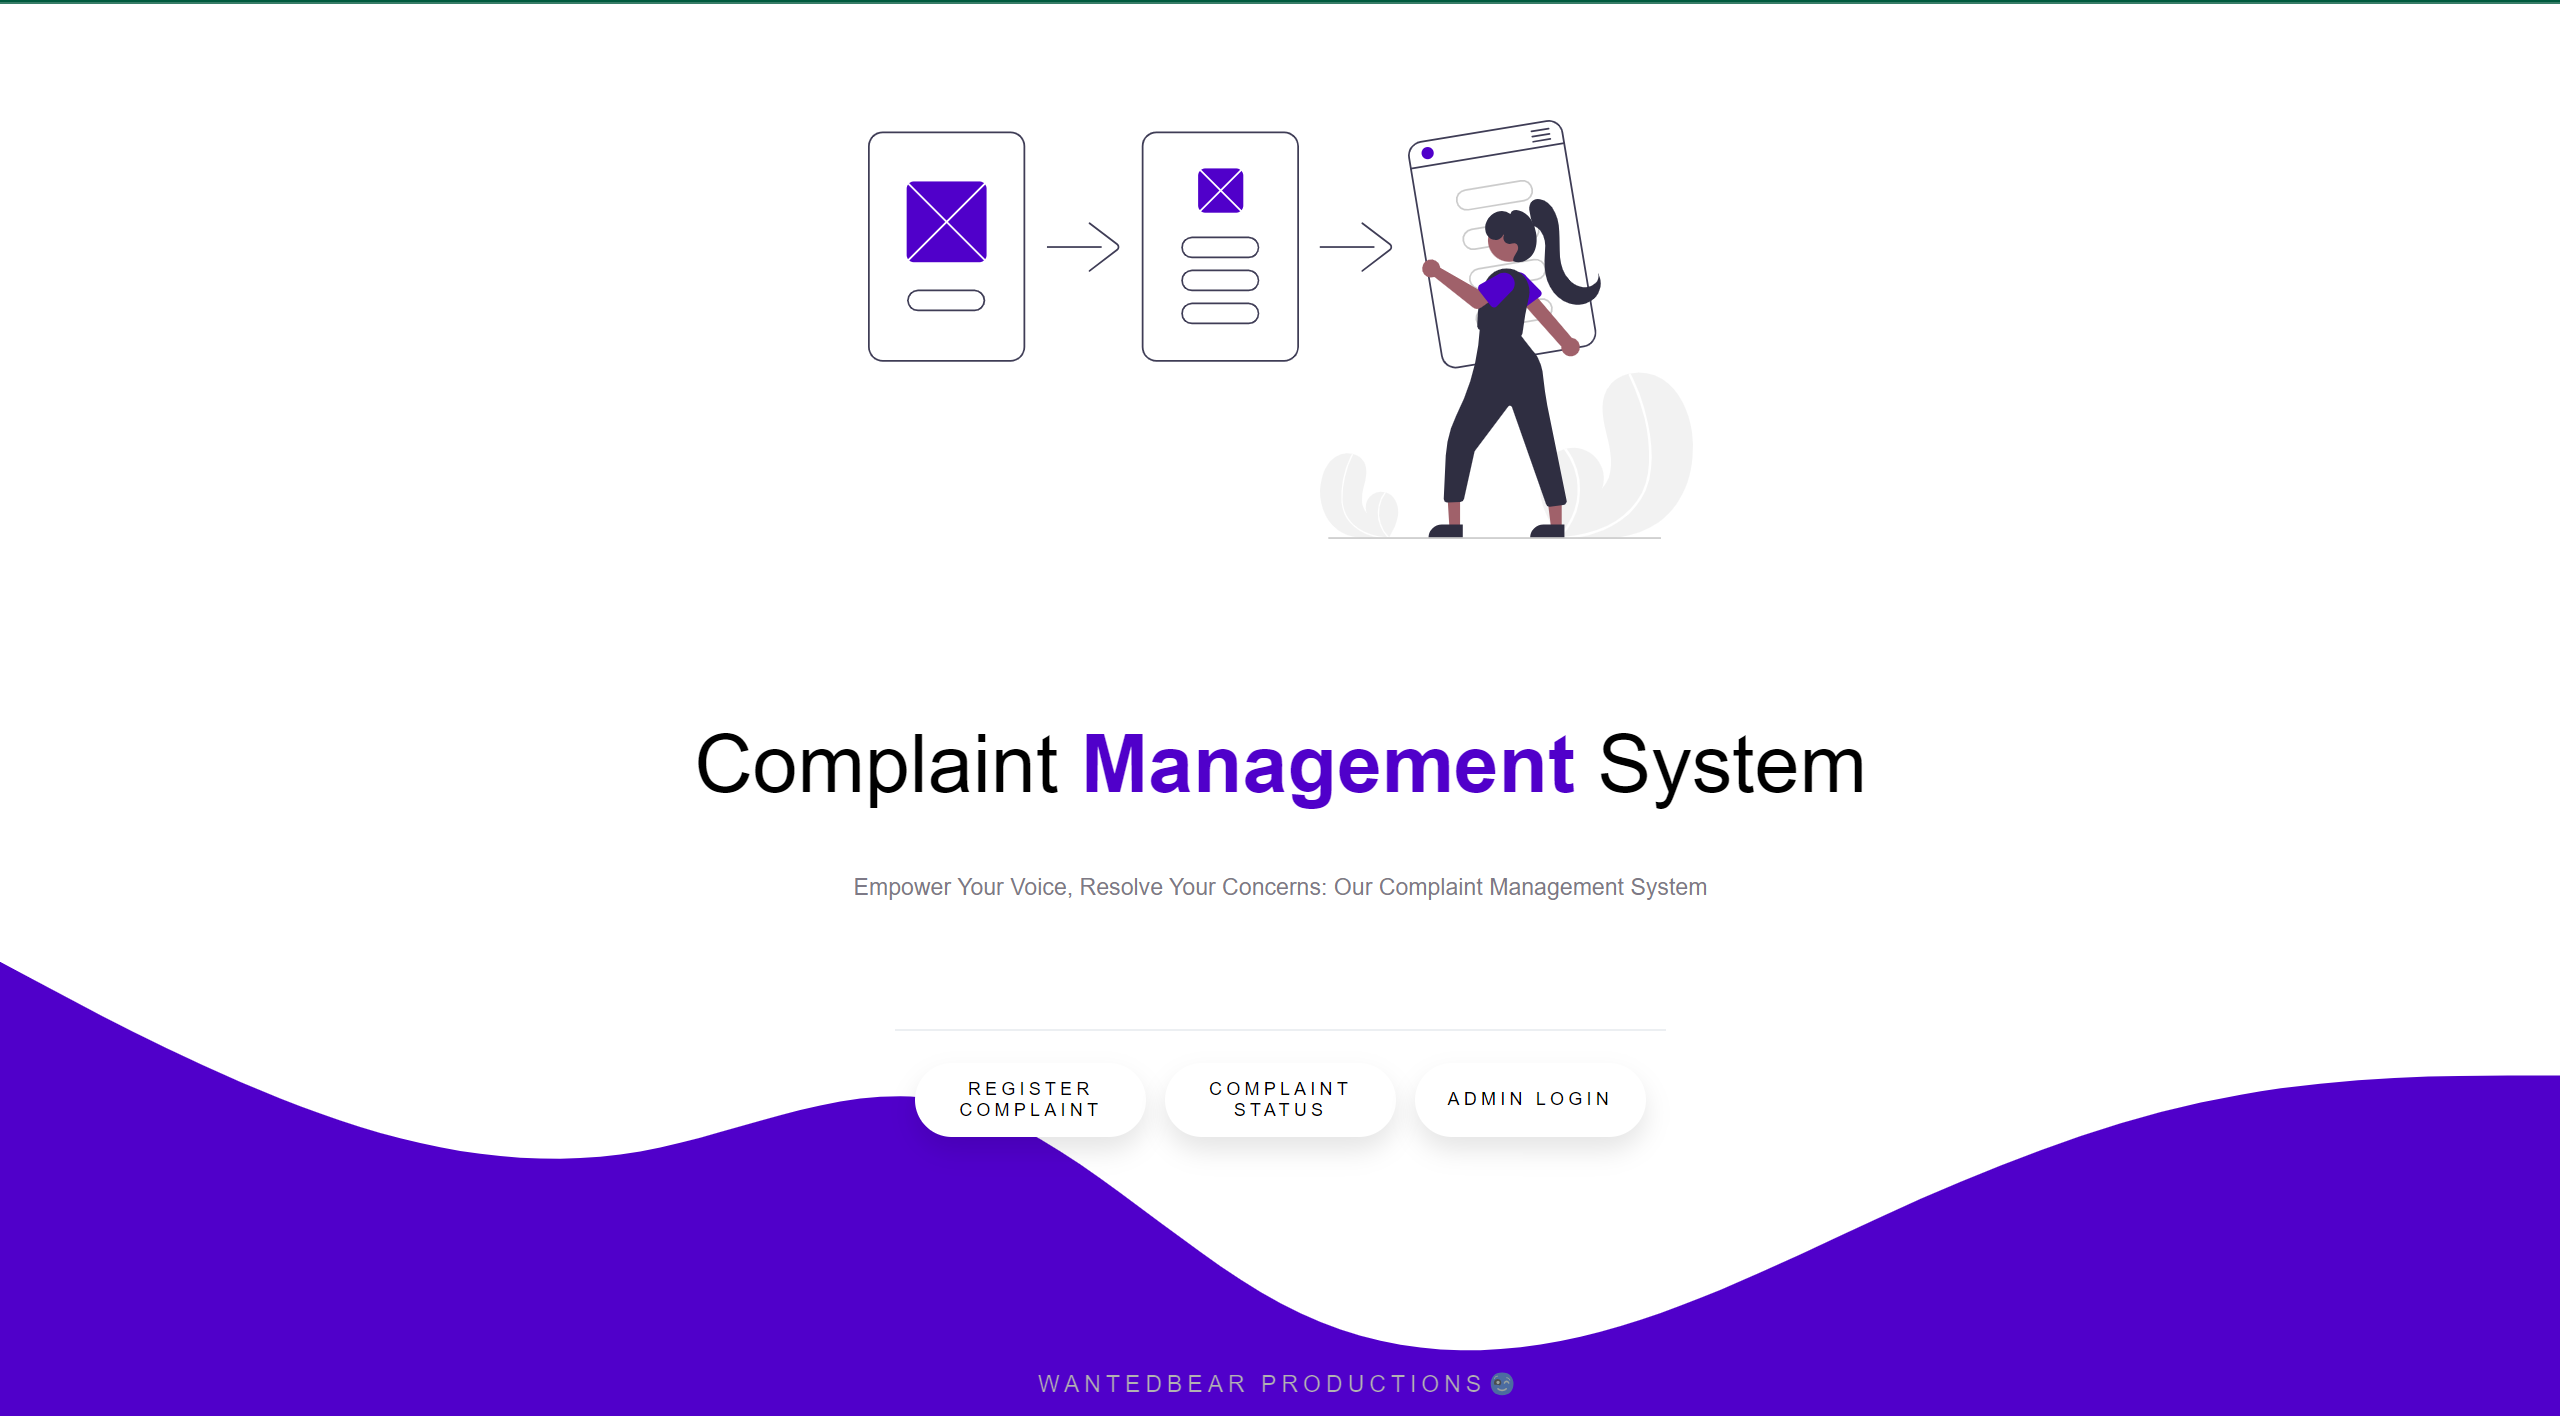 Complaint Management System
Empower Your Voice, Resolve Your Concerns: Our Complaint Management System
REGISTER
COMPLAINT
COMPLAINT
STATUS
ADMIN LOGIN
WANTEDBEAR PRODUCTIONS